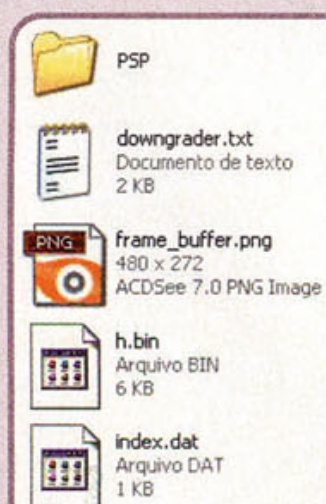 PSP
downgrader.txt
Documento de texto
2 KB
PNG
frame_buffer.png
480 x 272
ACDSee 7.0 PNG Image
h.bin
Arquivo BIN
6 KB
index.dat
Arquivo DAT
1 KB